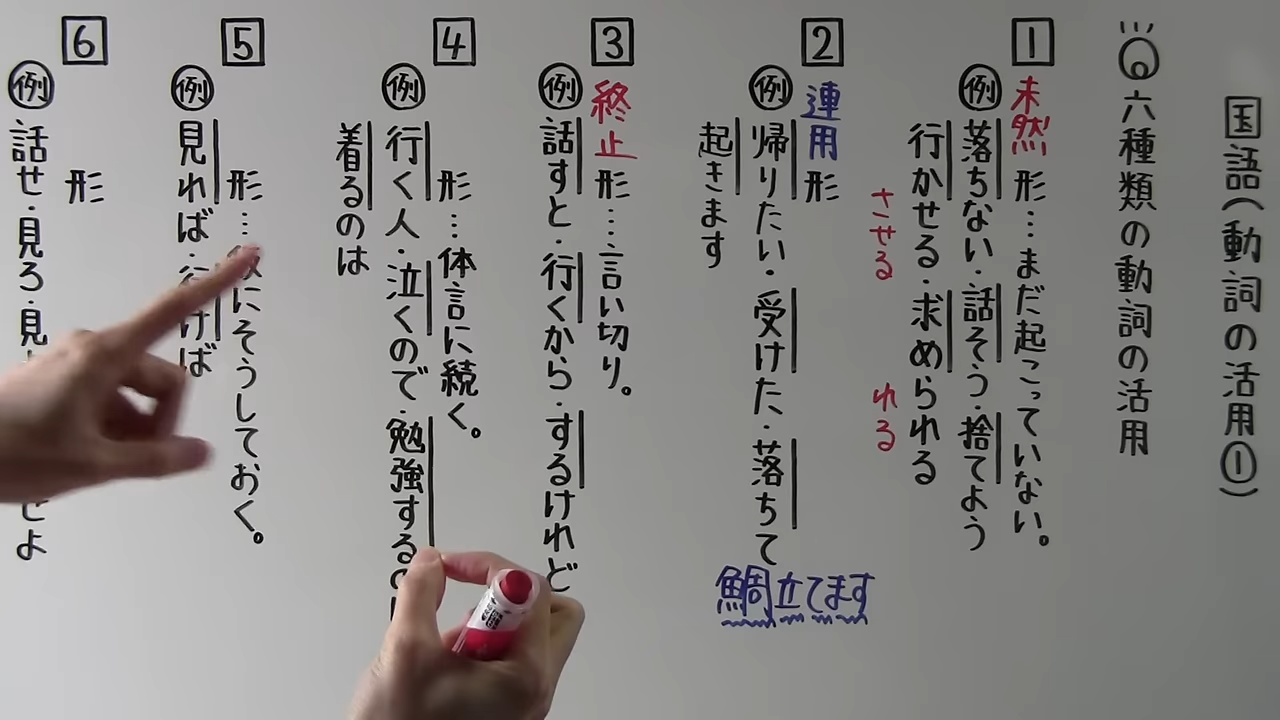 国語(動詞の活用①)
六種類の動詞の活用
1 未然形…まだ起こっていない。
例 落ちない・話そう・捨てよう
行かせる・求められる
させる れる
2 連用形
例 帰りたい・受けた・落ちて
起きます
鯛立てます
3 終止形…言い切り。
例 話すと・行くから・するけれど
4 形…体言に続く。
例 行く人・泣くので・勉強する
着るのは
5 形…にそうしておく。
例 見れば・行けば
6 形
例 話せ・見ろ・見
せよ